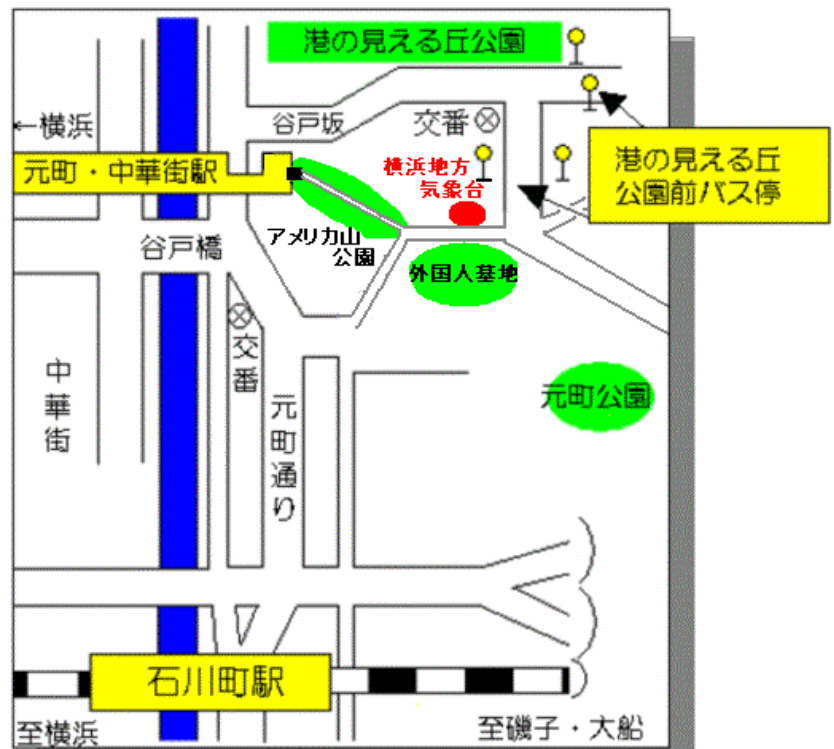 港の見える丘公園
←横浜
谷戸坂
交番
元町・中華街駅
横浜地方
気象台
港の見える丘
公園前バス停
アメリカ山
公園
谷戸橋
外国人墓地
交番
中華街
元町公園
元町通り
石川町駅
至横浜
至磯子・大船